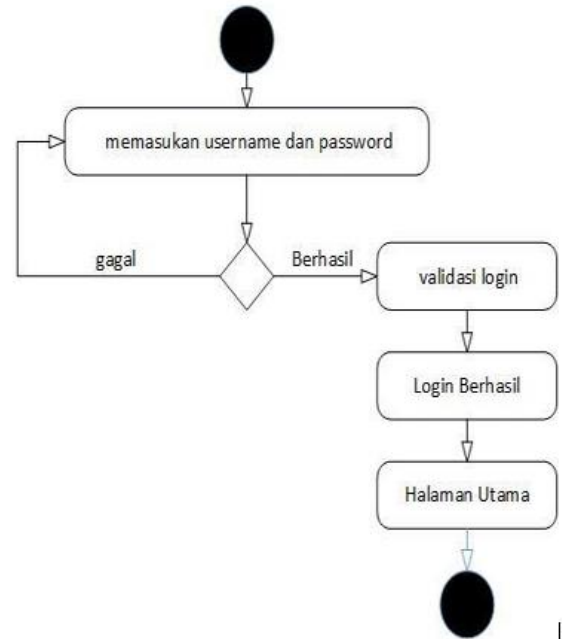 memasukan username dan password
gagal
Berhasil
validasi login
Login Berhasil
Halaman Utama